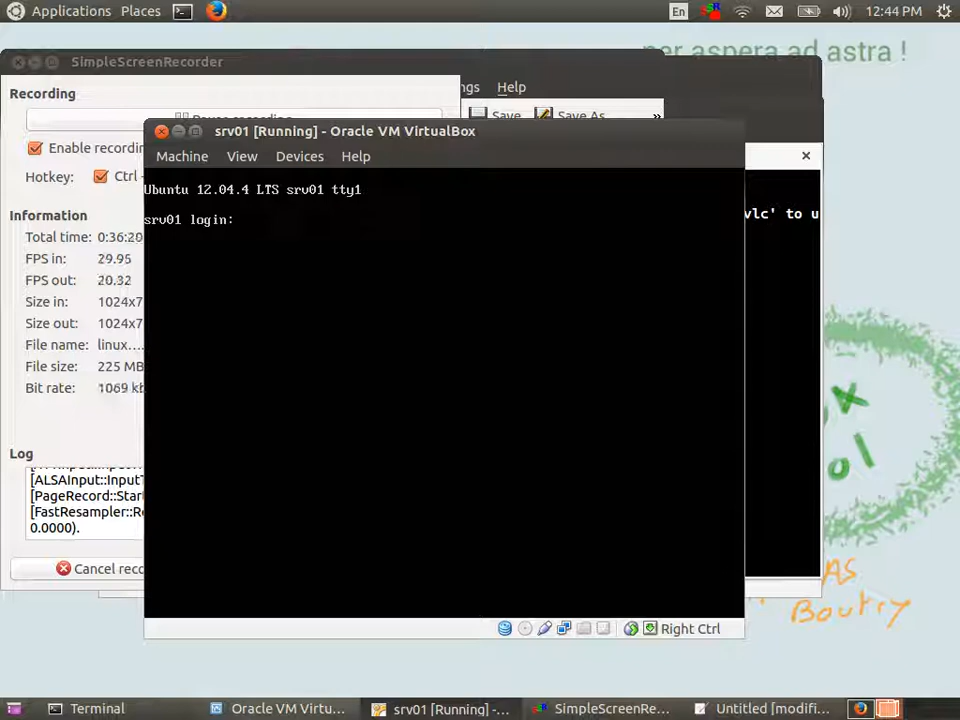 Applications Places En 12:44 PM
per aspera ad astra !
SimpleScreenRecorder
Recording
Help
Save Save As »
srv01 [Running] - Oracle VM VirtualBox
Enable recordin
Machine View Devices Help
Hotkey: Ctrl
Ubuntu 12.04.4 LTS srv01 tty1
Information
vlc' to u
srv01 login:
Total time: 0:36:20
FPS in: 29.95
FPS out: 20.32
Size in: 1024x7
Size out: 1024x7
File name: linux....
File size: 225 MB
Bit rate: 1069 kb
Log
[ALSAInput::InputT
[PageRecord::Start
[FastResampler::Re
0.0000).
Cancel reco
AS
Boutry
Right Ctrl
Terminal Oracle VM Virtu... srv01 [Running] -... SimpleScreenRe... Untitled [modifi...